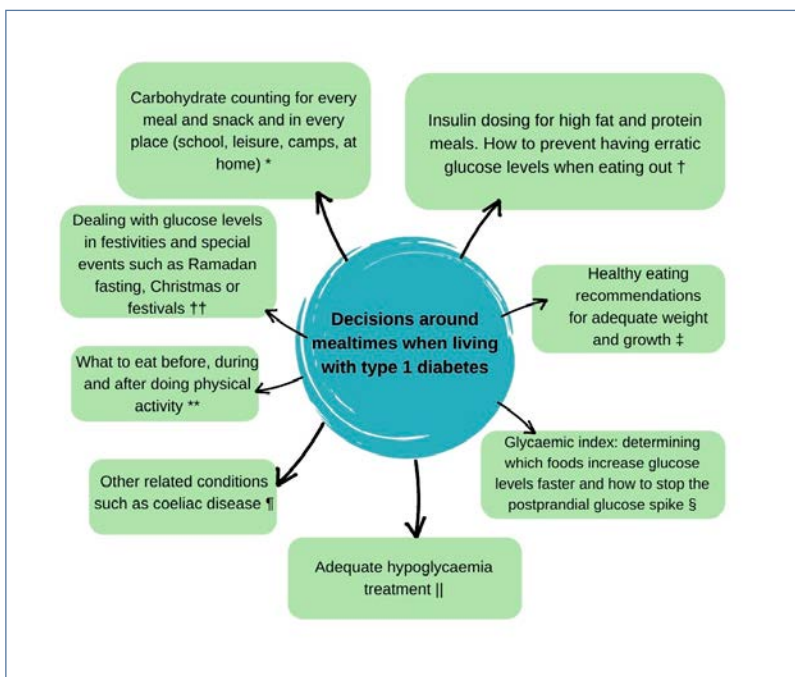 Carbohydrate counting for every
meal and snack and in every
place (school, leisure, camps, at
home) *
Insulin dosing for high fat and protein
meals. How to prevent having erratic
glucose levels when eating out †
Dealing with glucose levels
in festivities and special
events such as Ramadan
fasting, Christmas or
festivals ††
Healthy eating
recommendations
for adequate weight
and growth ‡
Decisions around
mealtimes when living
with type 1 diabetes
What to eat before, during
and after doing physical
activity **
Glycaemic index: determining
which foods increase glucose
levels faster and how to stop the
postprandial glucose spike §
Other related conditions
such as coeliac disease ¶
Adequate hypoglycaemia
treatment ||